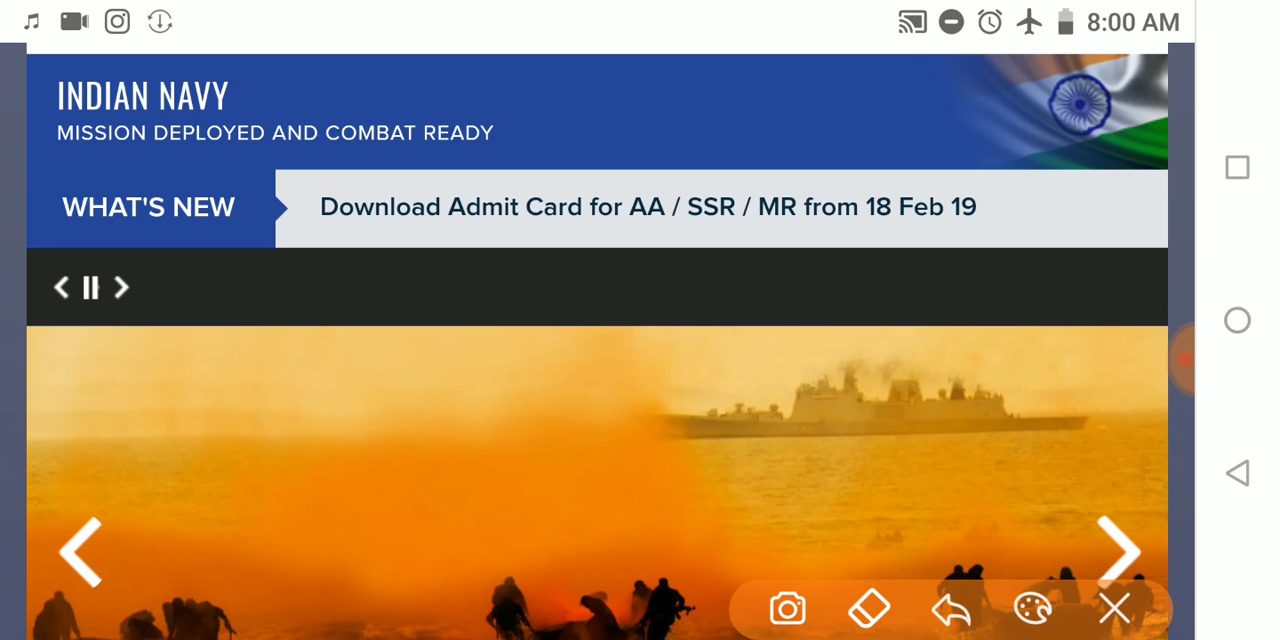 8:00 AM
INDIAN NAVY
MISSION DEPLOYED AND COMBAT READY
WHAT'S NEW
Download Admit Card for AA / SSR / MR from 18 Feb 19